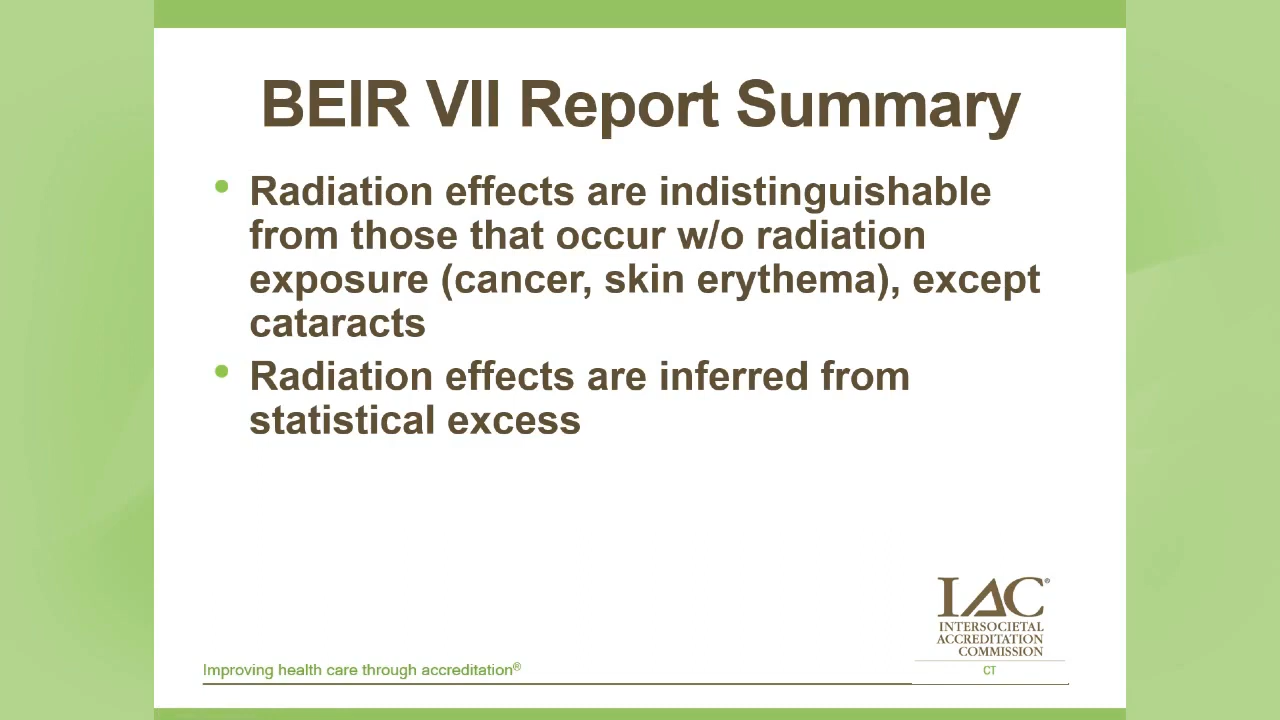 BEIR VII Report Summary
• Radiation effects are indistinguishable
from those that occur w/o radiation
exposure (cancer, skin erythema), except
cataracts
• Radiation effects are inferred from
statistical excess
IAC®
INTERSOCIETAL
ACCREDITATION
COMMISSION
CT
Improving health care through accreditation®